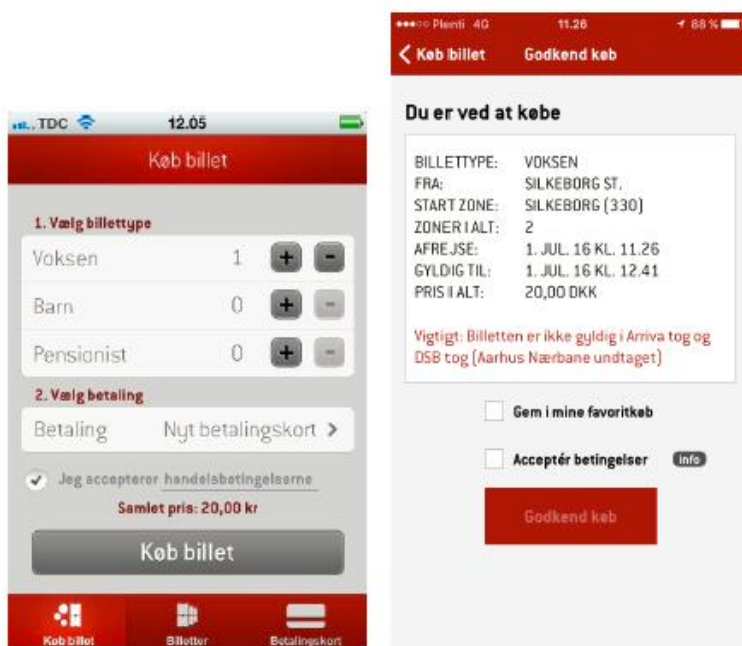 TDC 12.05
Køb billet
1. Vælg billettype
Voksen 1 + -
Barn 0 + -
Pensionist 0 + -
2. Vælg betaling
Betaling Nyt betalingskort >
Jeg accepterer handelsbetingelserne
Samlet pris: 20,00 kr
Køb billet
Køb billet Billetter Betalingskort
Plenti 4G 11.26 88 %
Køb billet Godkend køb
Du er ved at købe
BILLETTYPE: VOKSEN
FRA: SILKEBORG ST.
START ZONE: SILKEBORG (330)
ZONER I ALT: 2
AFREJSE: 1. JUL. 16 KL. 11.26
GYLDIG TIL: 1. JUL. 16 KL. 12.41
PRIS I ALT: 20,00 DKK
Vigtigt: Billetten er ikke gyldig i Arriva tog og
DSB tog (Aarhus Nærbane undtaget)
Gem i mine favoritkøb
Acceptér betingelser info
Godkend køb